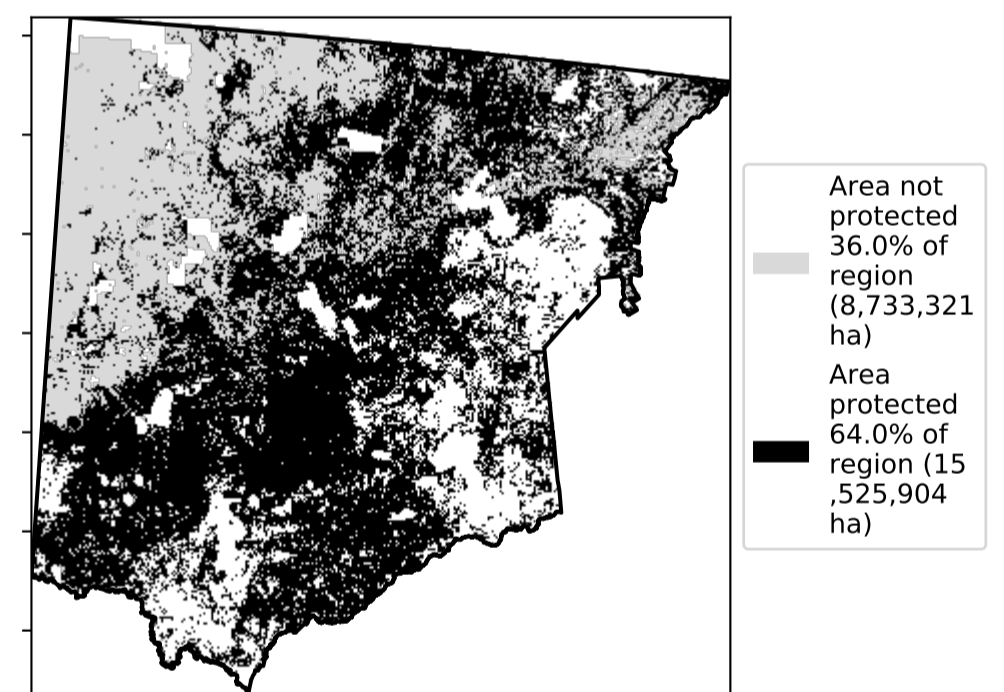 Area not
protected
36.0% of
region
(8,733,321
ha)
Area
protected
64.0% of
region (15
,525,904
ha)